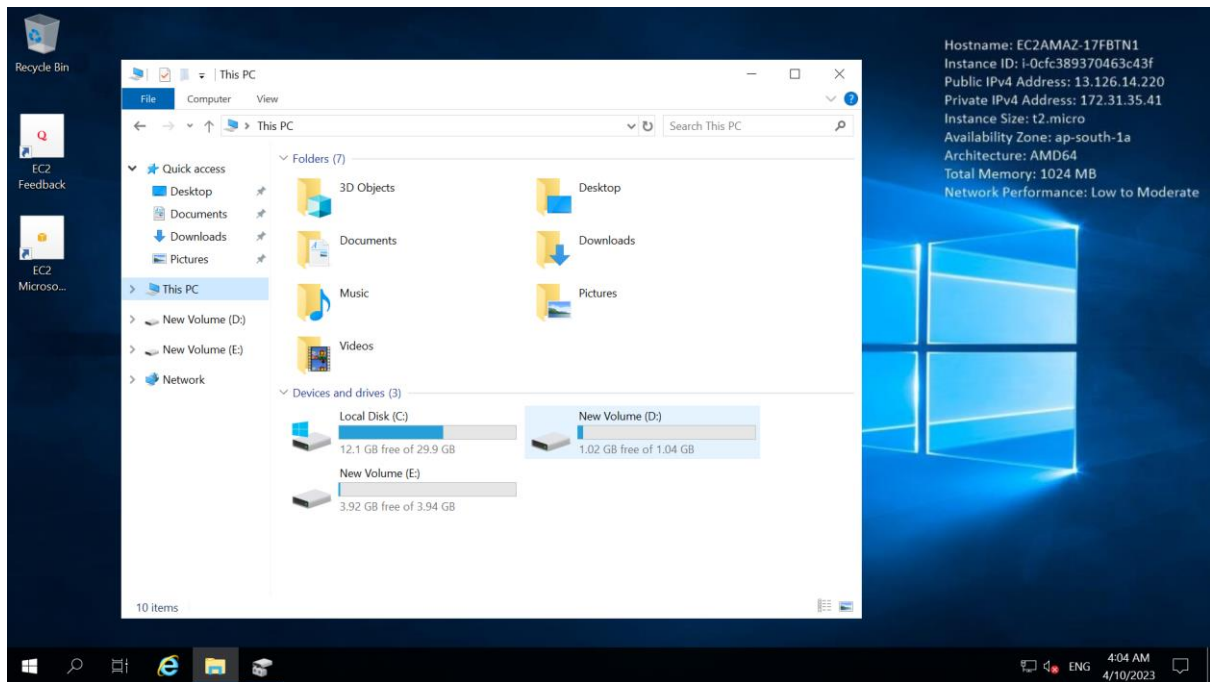 Recycle Bin
EC2
Feedback
EC2
Microso...
Hostname: EC2AMAZ-17FBTN1
Instance ID: i-0cfc389370463c43f
Public IPv4 Address: 13.126.14.220
Private IPv4 Address: 172.31.35.41
Instance Size: t2.micro
Availability Zone: ap-south-1a
Architecture: AMD64
Total Memory: 1024 MB
Network Performance: Low to Moderate
This PC
File Computer View
This PC
Search This PC
Quick access
Desktop
Documents
Downloads
Pictures
This PC
New Volume (D:)
New Volume (E:)
Network
Folders (7)
3D Objects
Desktop
Documents
Downloads
Music
Pictures
Videos
Devices and drives (3)
Local Disk (C:)
12.1 GB free of 29.9 GB
New Volume (D:)
1.02 GB free of 1.04 GB
New Volume (E:)
3.92 GB free of 3.94 GB
10 items
ENG
4:04 AM
4/10/2023